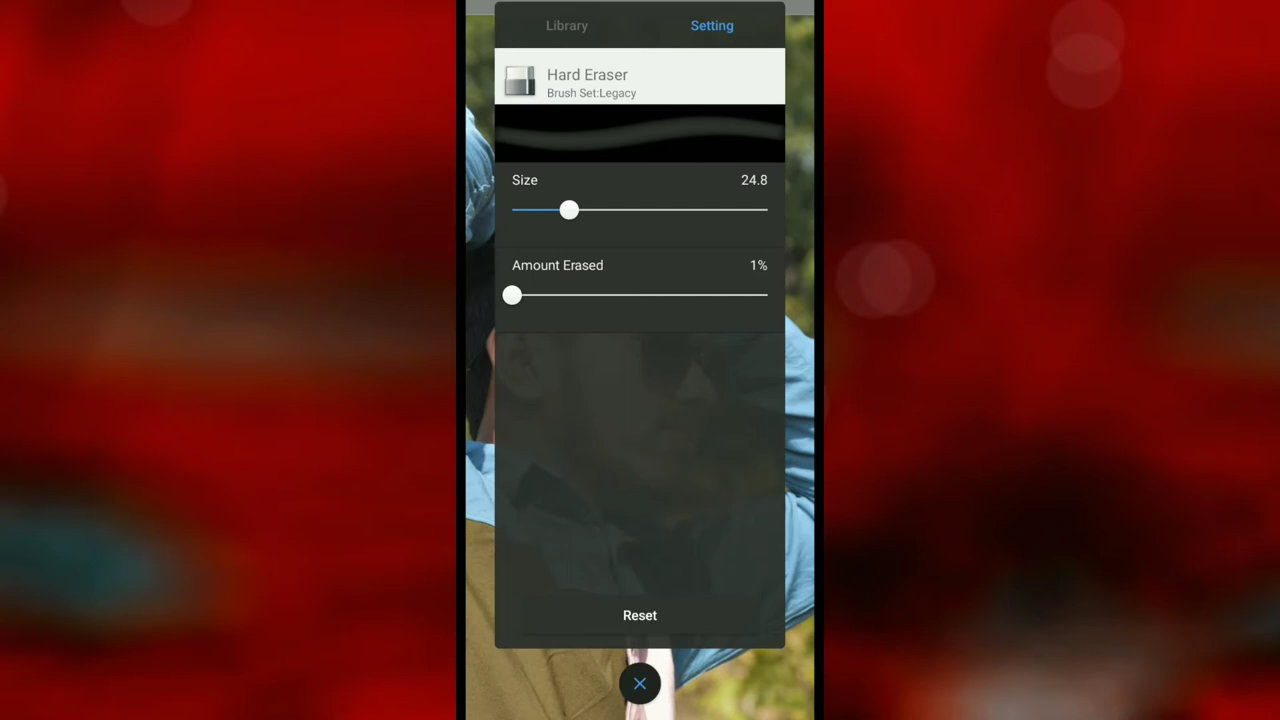 Library
Setting
Hard Eraser
Brush Set:Legacy
Size
24.8
Amount Erased
1%
Reset